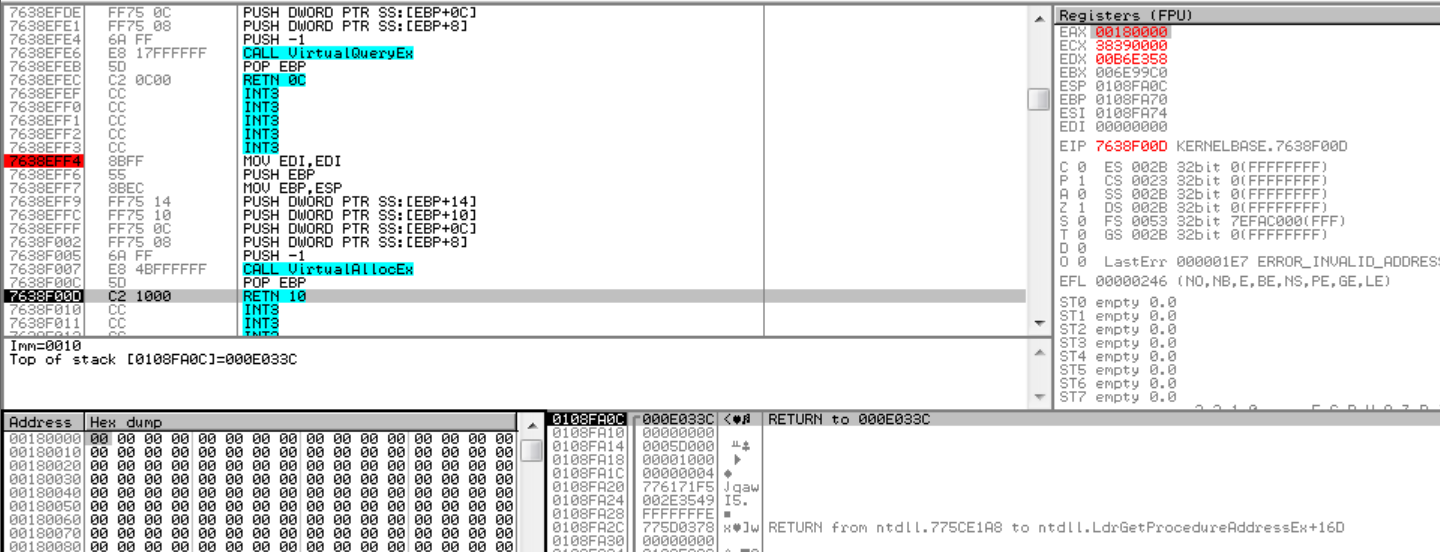 7638EFDE FF75 0C PUSH DWORD PTR SS:[EBP+0C]
7638EFE1 FF75 08 PUSH DWORD PTR SS:[EBP+8]
7638EFE4 6A FF PUSH -1
7638EFE6 E8 17FFFFFF CALL VirtualQueryEx
7638EFEB 5D POP EBP
7638EFEC C2 0C00 RETN 0C
7638EFEF CC INT3
7638EFF0 CC INT3
7638EFF1 CC INT3
7638EFF2 CC INT3
7638EFF3 CC INT3
7638EFF4 8BFF MOV EDI,EDI
7638EFF6 55 PUSH EBP
7638EFF7 8BEC MOV EBP,ESP
7638EFF9 FF75 14 PUSH DWORD PTR SS:[EBP+14]
7638EFFC FF75 10 PUSH DWORD PTR SS:[EBP+10]
7638EFFF FF75 0C PUSH DWORD PTR SS:[EBP+0C]
7638F002 FF75 08 PUSH DWORD PTR SS:[EBP+8]
7638F005 6A FF PUSH -1
7638F007 E8 4BFFFFFF CALL VirtualAllocEx
7638F00C 5D POP EBP
7638F00D C2 1000 RETN 10
7638F010 CC INT3
7638F011 CC INT3
Imm=0010
Top of stack [0108FA0C]=000E033C
Registers (FPU)
EAX 00180000
ECX 38390000
EDX 00B6E358
EBX 006E99C0
ESP 0108FA0C
EBP 0108FA70
ESI 0108FA74
EDI 00000000
EIP 7638F00D KERNELBASE.7638F00D
C 0 ES 002B 32bit 0(FFFFFFFF)
P 1 CS 0023 32bit 0(FFFFFFFF)
A 0 SS 002B 32bit 0(FFFFFFFF)
Z 1 DS 002B 32bit 0(FFFFFFFF)
S 0 FS 0053 32bit 7EFAC000(FFF)
T 0 GS 002B 32bit 0(FFFFFFFF)
D 0
O 0 LastErr 000001E7 ERROR_INVALID_ADDRESS
EFL 00000246 (NO,NB,E,BE,NS,PE,GE,LE)
ST0 empty 0.0
ST1 empty 0.0
ST2 empty 0.0
ST3 empty 0.0
ST4 empty 0.0
ST5 empty 0.0
ST6 empty 0.0
ST7 empty 0.0
Address Hex dump
00180000 00 00 00 00 00 00 00 00 00 00 00 00 00 00 00 00
00180010 00 00 00 00 00 00 00 00 00 00 00 00 00 00 00 00
00180020 00 00 00 00 00 00 00 00 00 00 00 00 00 00 00 00
00180030 00 00 00 00 00 00 00 00 00 00 00 00 00 00 00 00
00180040 00 00 00 00 00 00 00 00 00 00 00 00 00 00 00 00
00180050 00 00 00 00 00 00 00 00 00 00 00 00 00 00 00 00
00180060 00 00 00 00 00 00 00 00 00 00 00 00 00 00 00 00
00180070 00 00 00 00 00 00 00 00 00 00 00 00 00 00 00 00
00180080 00 00 00 00 00 00 00 00 00 00 00 00 00 00 00 00
0108FA0C 000E033C <♥♫ RETURN to 000E033C
0108FA10 00000000
0108FA14 0005D000 ╨♣
0108FA18 00001000 ►
0108FA1C 00000004 ♦
0108FA20 776171F5 Jqaw
0108FA24 002E3549 I5.
0108FA28 FFFFFFFE ■
0108FA2C 775D0378 x♥]w RETURN from ntdll.775CE1A8 to ntdll.LdrGetProcedureAddressEx+16D
0108FA30 00000000